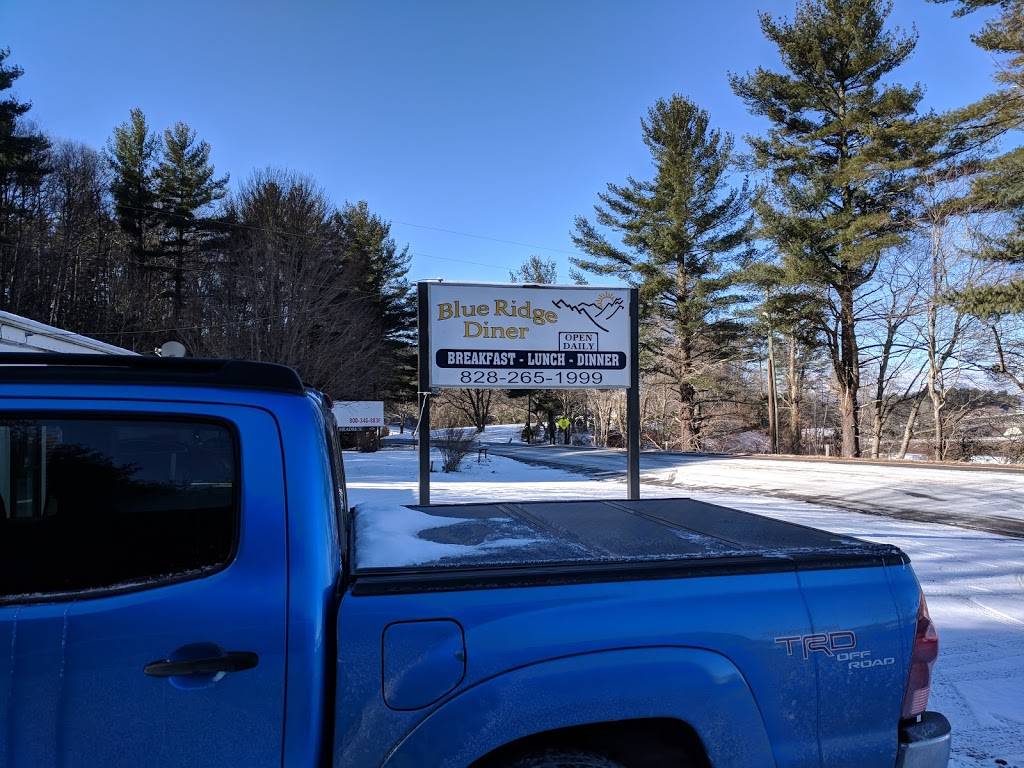 Blue Ridge
Diner
OPEN
DAILY
BREAKFAST - LUNCH - DINNER
828-265-1999
TRD
OFF
ROAD